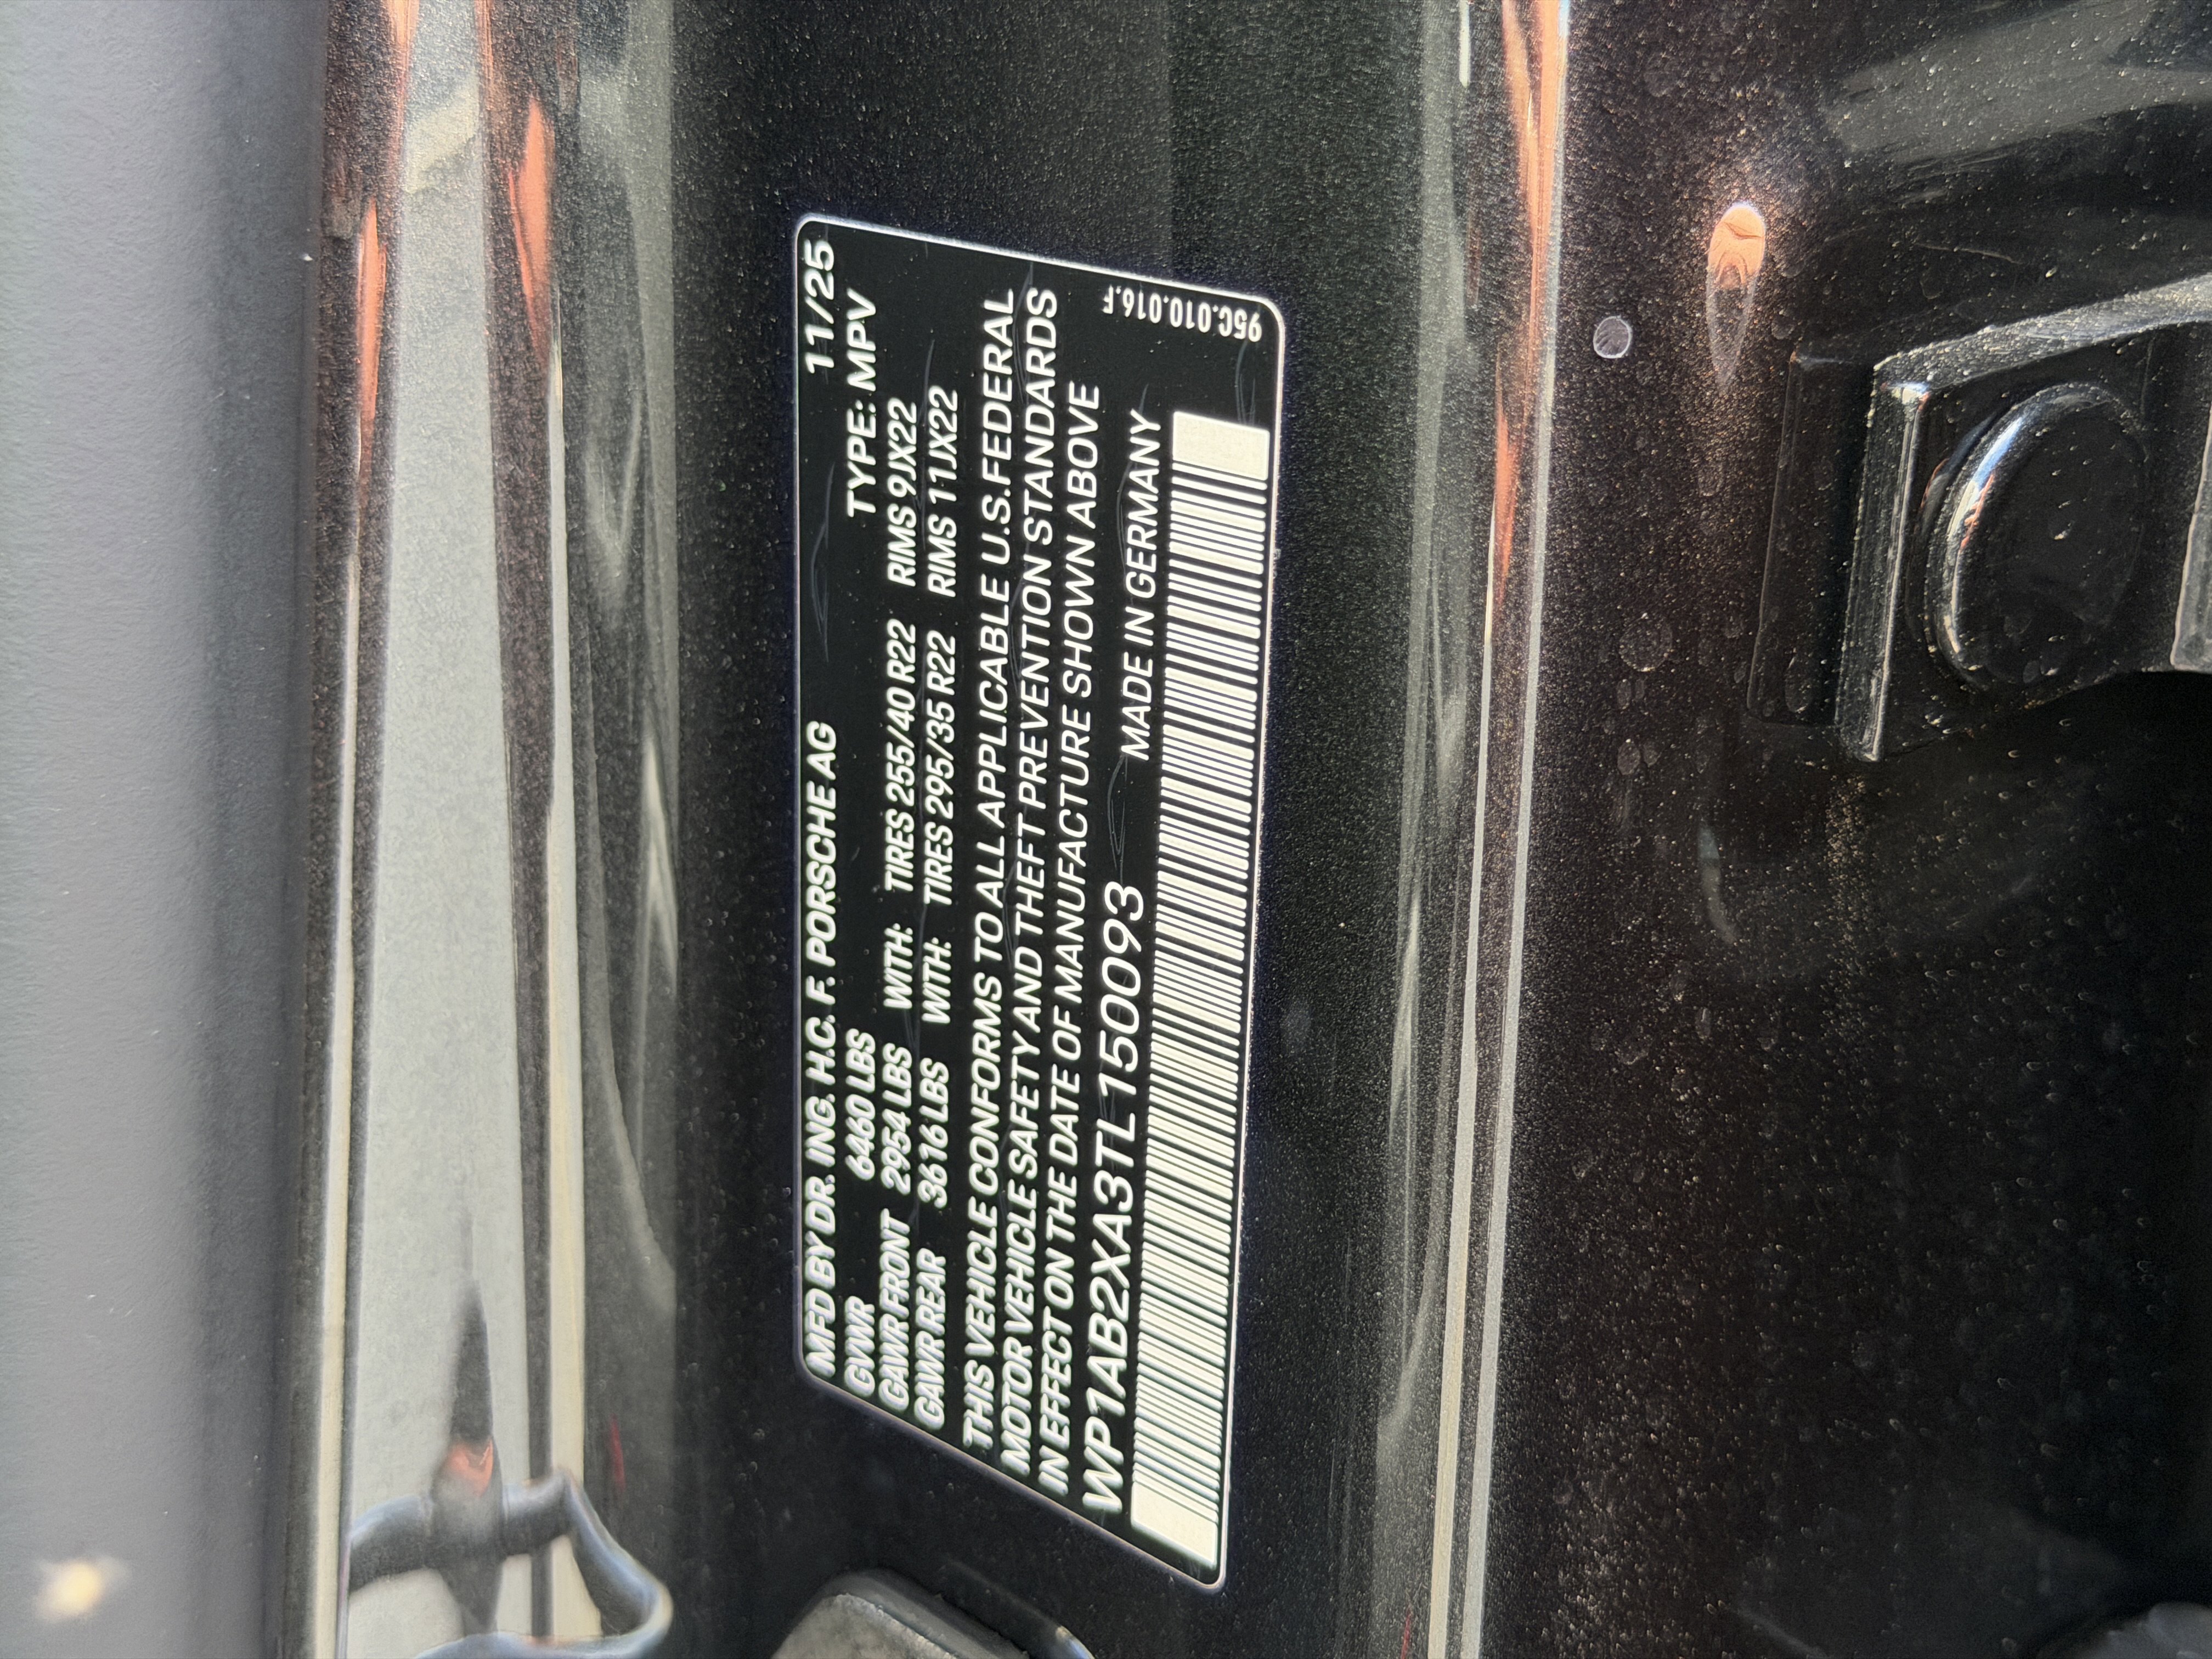 MFD BY DR. ING. H.C. F. PORSCHE AG 11/25
GVWR 6460 LBS TYPE: MPV
GAWR FRONT 2954 LBS WITH: TIRES 255/40 R22 RIMS 9JX22
GAWR REAR 3616 LBS WITH: TIRES 295/35 R22 RIMS 11JX22
THIS VEHICLE CONFORMS TO ALL APPLICABLE U.S.FEDERAL
MOTOR VEHICLE SAFETY AND THEFT PREVENTION STANDARDS
IN EFFECT ON THE DATE OF MANUFACTURE SHOWN ABOVE
WP1AB2XA3TL150093 MADE IN GERMANY
95C.010.016.F